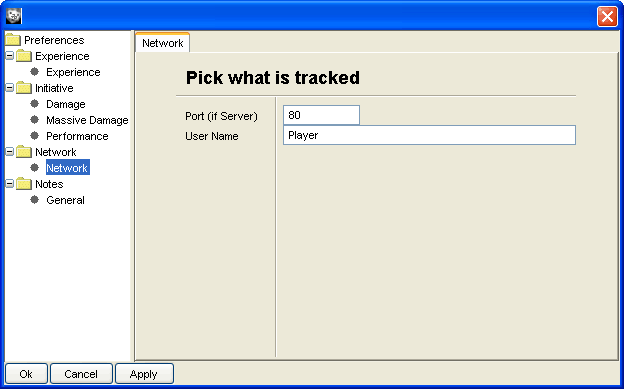 Preferences
Experience
Experience
Initiative
Damage
Massive Damage
Performance
Network
Network
Notes
General
Network
Pick what is tracked
Port (if Server) 80
User Name Player
Ok Cancel Apply